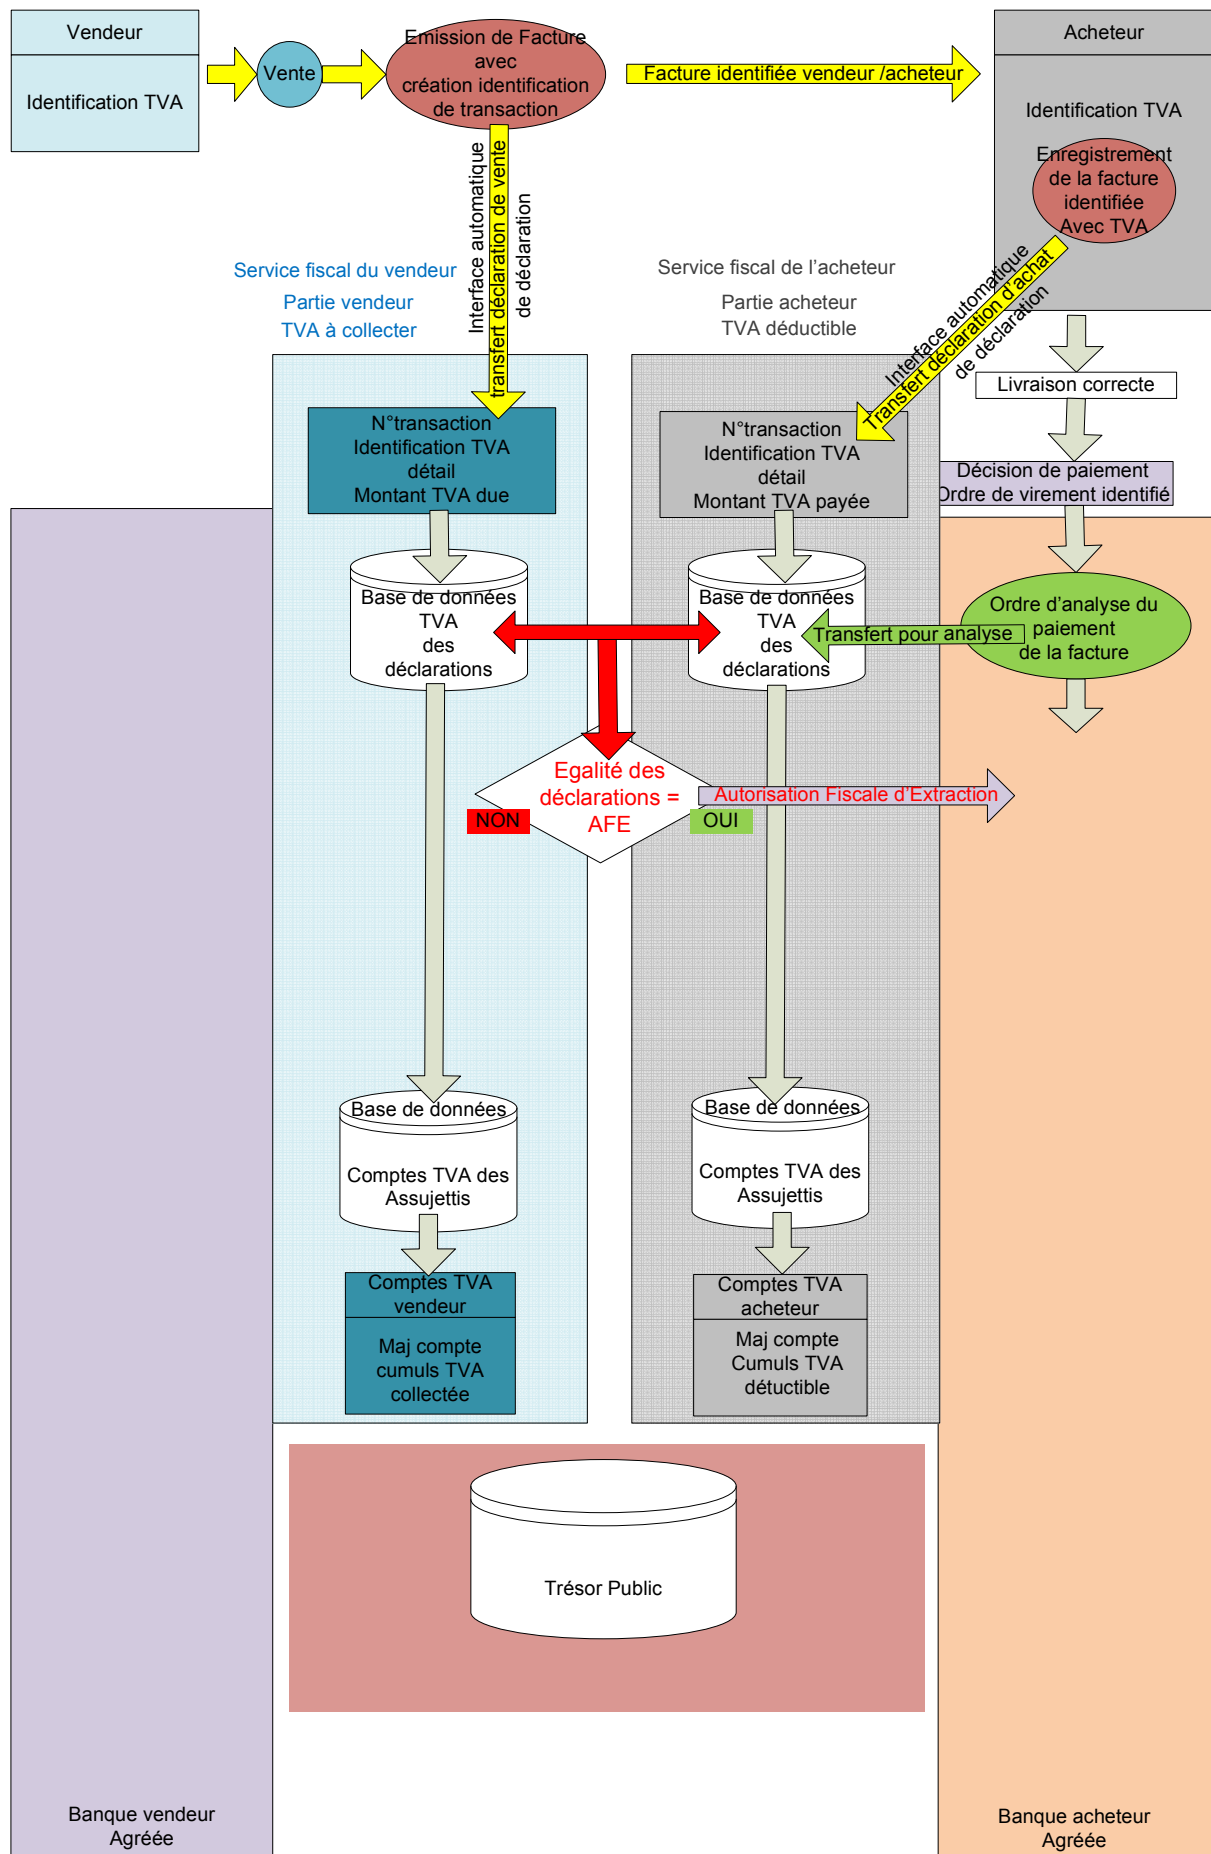 Vendeur
Identification TVA
Vente
Emission de Facture
avec
création identification
de transaction
Facture identifiée vendeur /acheteur
Acheteur
Identification TVA
Enregistrement
de la facture
identifiée
Avec TVA
Interface automatique
transfert déclaration de vente
de déclaration
Service fiscal du vendeur
Partie vendeur
TVA à collecter
Service fiscal de l'acheteur
Partie acheteur
TVA déductible
Interface automatique
Transfert déclaration d'achat
de déclaration
Livraison correcte
Décision de paiement
Ordre de virement identifié
N°transaction
Identification TVA
détail
Montant TVA due
N°transaction
Identification TVA
détail
Montant TVA payée
Base de données
TVA
des
déclarations
Base de données
TVA
des
déclarations
Transfert pour analyse
Ordre d'analyse du
paiement
de la facture
Egalité des
déclarations =
AFE
NON
OUI
Autorisation Fiscale d'Extraction
Base de données
Comptes TVA des
Assujettis
Base de données
Comptes TVA des
Assujettis
Comptes TVA
vendeur
Maj compte
cumuls TVA
collectée
Comptes TVA
acheteur
Maj compte
Cumuls TVA
détuctible
Trésor Public
Banque vendeur
Agréée
Banque acheteur
Agréée